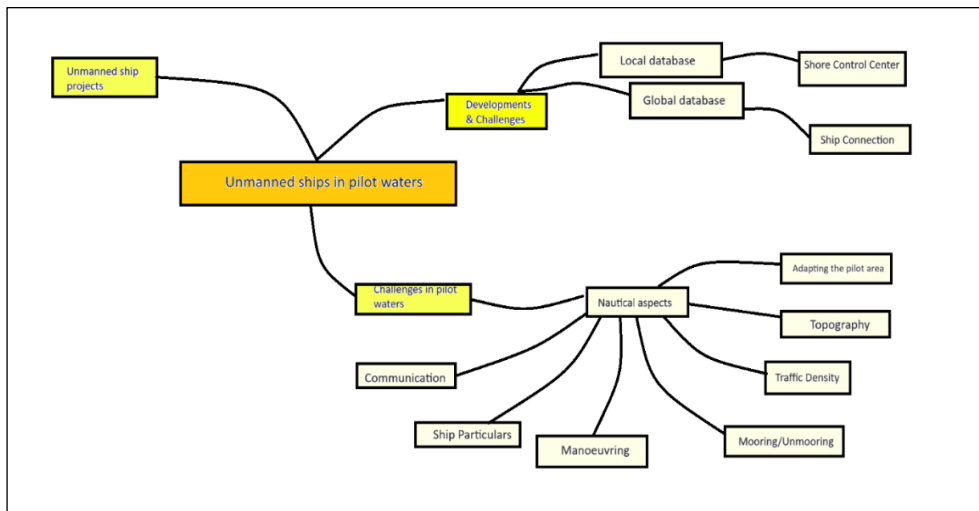 Unmanned ship
projects
Developments
& Challenges
Local database
Shore Control Center
Global database
Ship Connection
Unmanned ships in pilot waters
Challenges in pilot
waters
Nautical aspects
Adapting the pilot area
Topography
Traffic Density
Mooring/Unmooring
Manoeuvring
Ship Particulars
Communication